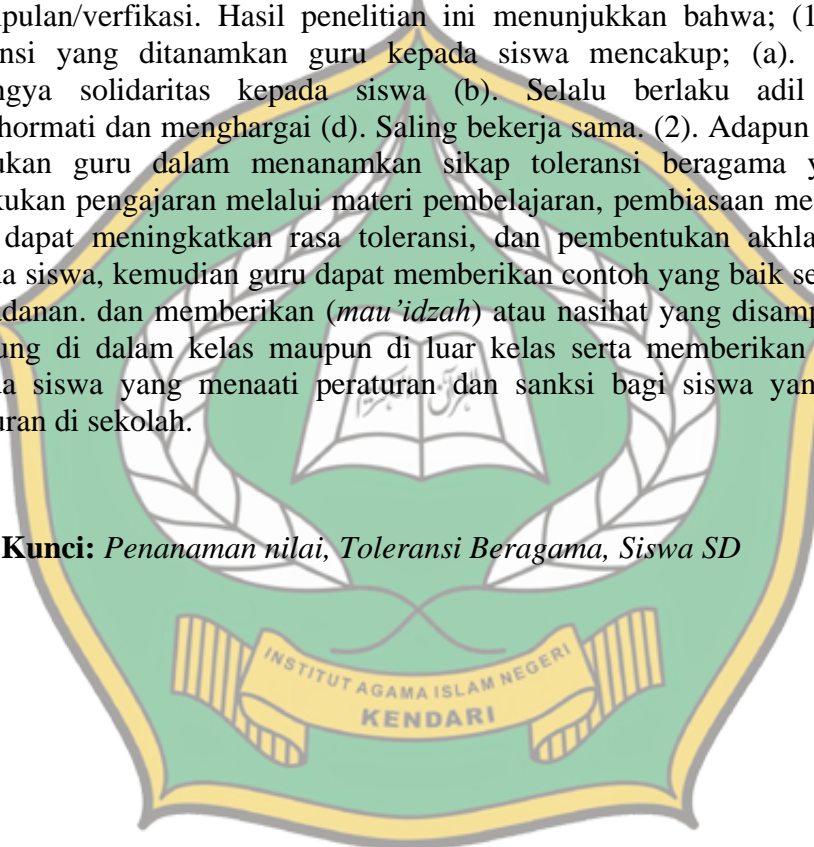 pulan/verfikasi. Hasil penelitian ini menunjukkan bahwa; (1
nsi yang ditanamkan guru kepada siswa mencakup; (a).
ngya solidaritas kepada siswa (b). Selalu berlaku adil
hormati dan menghargai (d). Saling bekerja sama. (2). Adapun
ukan guru dalam menanamkan sikap toleransi beragama y
kukan pengajaran melalui materi pembelajaran, pembiasaan me
dapat meningkatkan rasa toleransi, dan pembentukan akhla
a siswa, kemudian guru dapat memberikan contoh yang baik se
adanan. dan memberikan (mau’idzah) atau nasihat yang disamp
ung di dalam kelas maupun di luar kelas serta memberikan
a siswa yang menaati peraturan dan sanksi bagi siswa yan
uran di sekolah.
Kunci: Penanaman nilai, Toleransi Beragama, Siswa SD
INSTITUT AGAMA ISLAM NEGERI
KENDARI